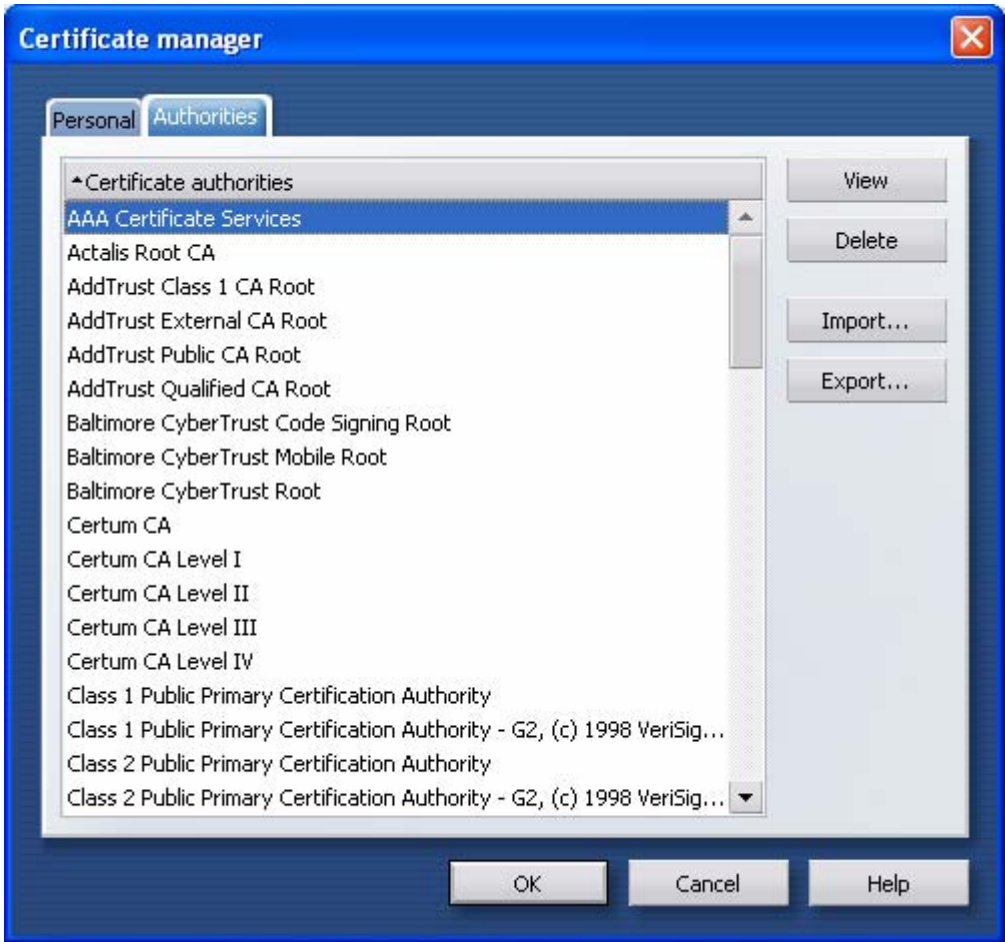 Certificate manager
Personal
Authorities
Certificate authorities
AAA Certificate Services
Actalis Root CA
AddTrust Class 1 CA Root
AddTrust External CA Root
AddTrust Public CA Root
AddTrust Qualified CA Root
Baltimore CyberTrust Code Signing Root
Baltimore CyberTrust Mobile Root
Baltimore CyberTrust Root
Certum CA
Certum CA Level I
Certum CA Level II
Certum CA Level III
Certum CA Level IV
Class 1 Public Primary Certification Authority
Class 1 Public Primary Certification Authority - G2, (c) 1998 VeriSig...
Class 2 Public Primary Certification Authority
Class 2 Public Primary Certification Authority - G2, (c) 1998 VeriSig...
View
Delete
Import...
Export...
OK
Cancel
Help